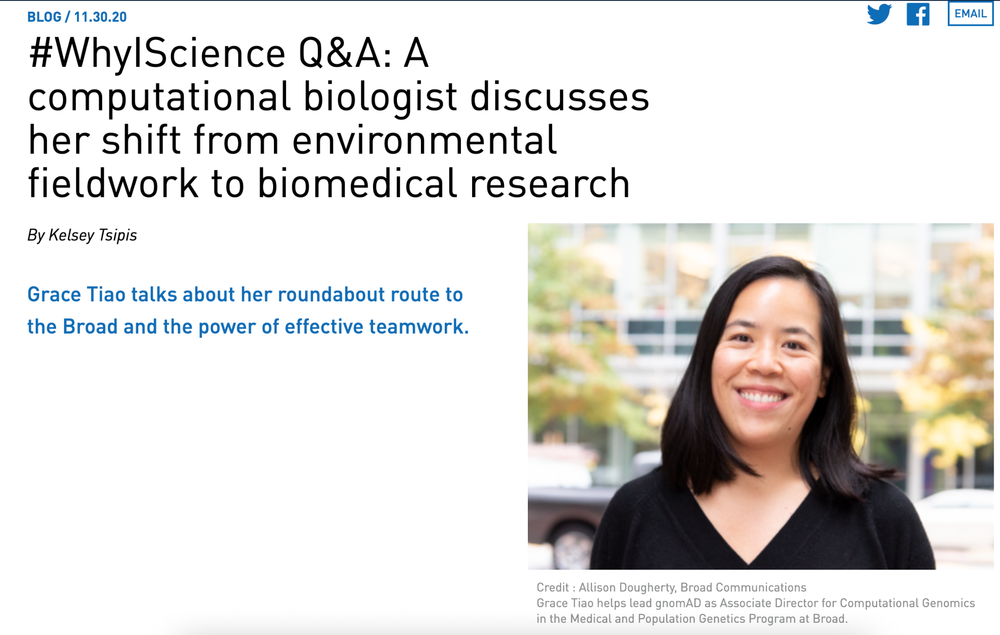 BLOG / 11.30.20
EMAIL
#WhyIScience Q&A: A
computational biologist discusses
her shift from environmental
fieldwork to biomedical research
By Kelsey Tsipis
Grace Tiao talks about her roundabout route to
the Broad and the power of effective teamwork.
Credit : Allison Dougherty, Broad Communications
Grace Tiao helps lead gnomAD as Associate Director for Computational Genomics
in the Medical and Population Genetics Program at Broad.